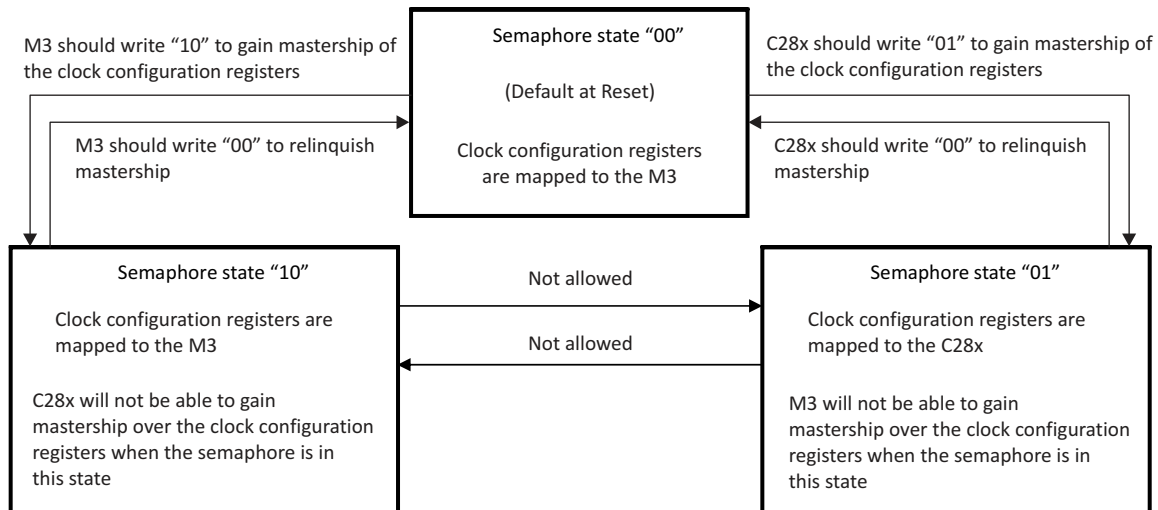 M3 should write “10” to gain mastership of
the clock configuration registers
M3 should write “00” to relinquish
mastership
Semaphore state “00”
(Default at Reset)
Clock configuration registers
are mapped to the M3
C28x should write “01” to gain mastership of
the clock configuration registers
C28x should write “00” to relinquish
mastership
Semaphore state “10”
Clock configuration registers are
mapped to the M3
C28x will not be able to gain
mastership over the clock configuration
registers when the semaphore is in
this state
Not allowed
Not allowed
Semaphore state “01”
Clock configuration registers are
mapped to the C28x
M3 will not be able to gain
mastership over the clock configuration
registers when the semaphore is in
this state